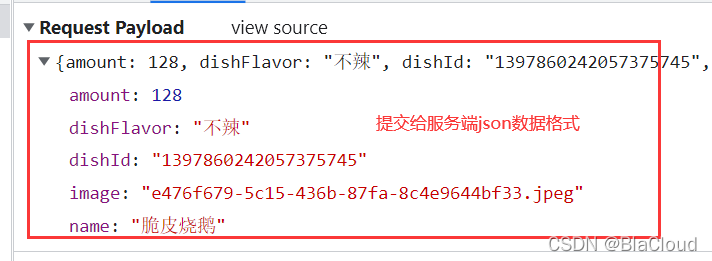 Request Payload view source
{amount: 128, dishFlavor: "不辣", dishId: "1397860242057375745",
amount: 128
dishFlavor: "不辣"
提交给服务端json数据格式
dishId: "1397860242057375745"
image: "e476f679-5c15-436b-87fa-8c4e9644bf33.jpeg"
name: "脆皮烧鹅"
CSDN @BlaCloud